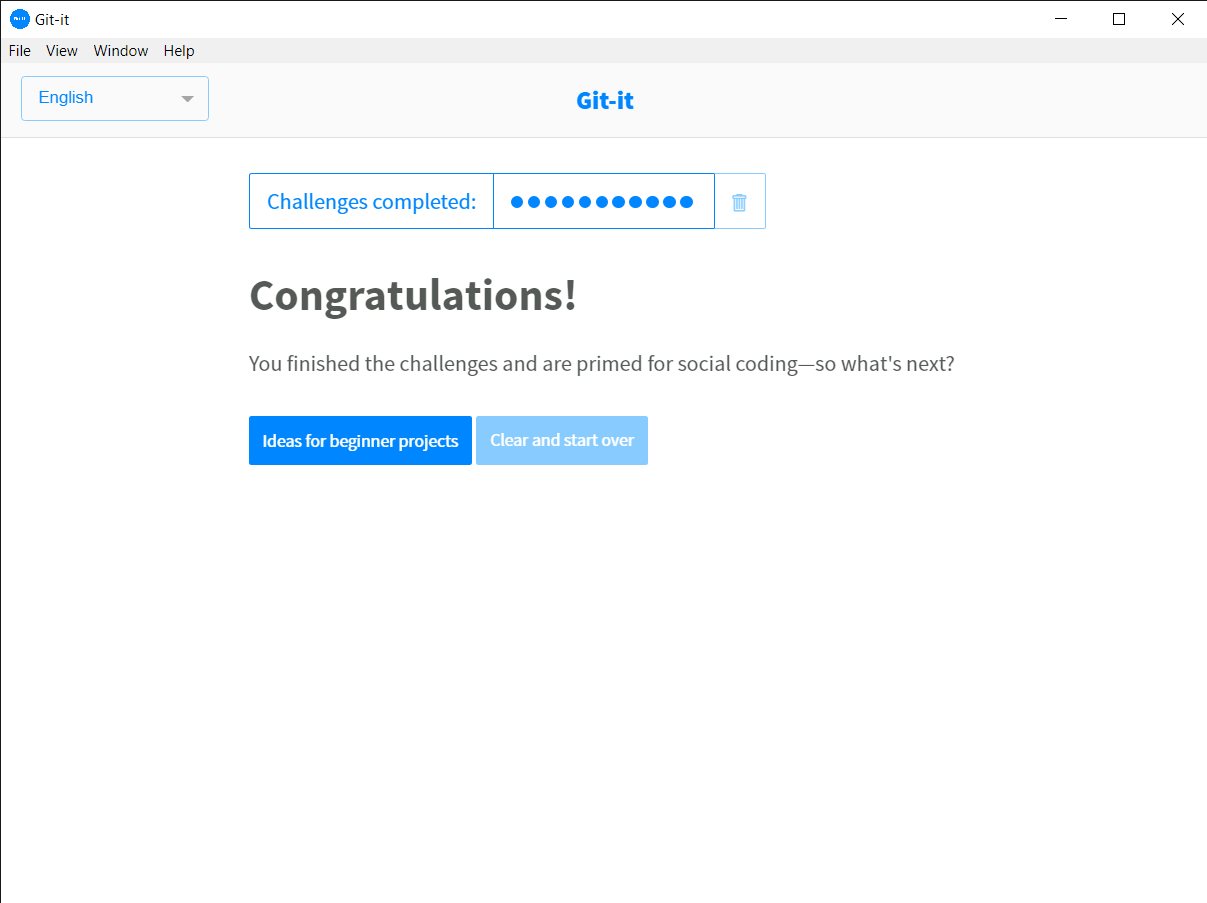 Git-it
File View Window Help
English
Git-it
Challenges completed:
Congratulations!
You finished the challenges and are primed for social coding—so what's next?
Ideas for beginner projects
Clear and start over